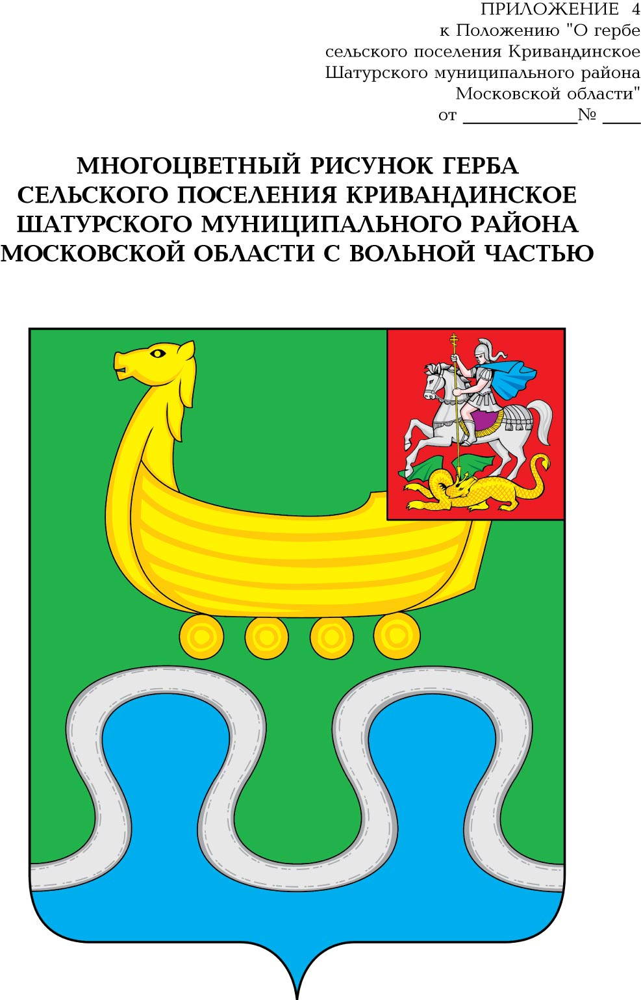 ПРИЛОЖЕНИЕ 4
к Положению "О гербе
сельского поселения Кривандинское
Шатурского муниципального района
Московской области"
от ____________№ ____
МНОГОЦВЕТНЫЙ РИСУНОК ГЕРБА
СЕЛЬСКОГО ПОСЕЛЕНИЯ КРИВАНДИНСКОЕ
ШАТУРСКОГО МУНИЦИПАЛЬНОГО РАЙОНА
МОСКОВСКОЙ ОБЛАСТИ С ВОЛЬНОЙ ЧАСТЬЮ